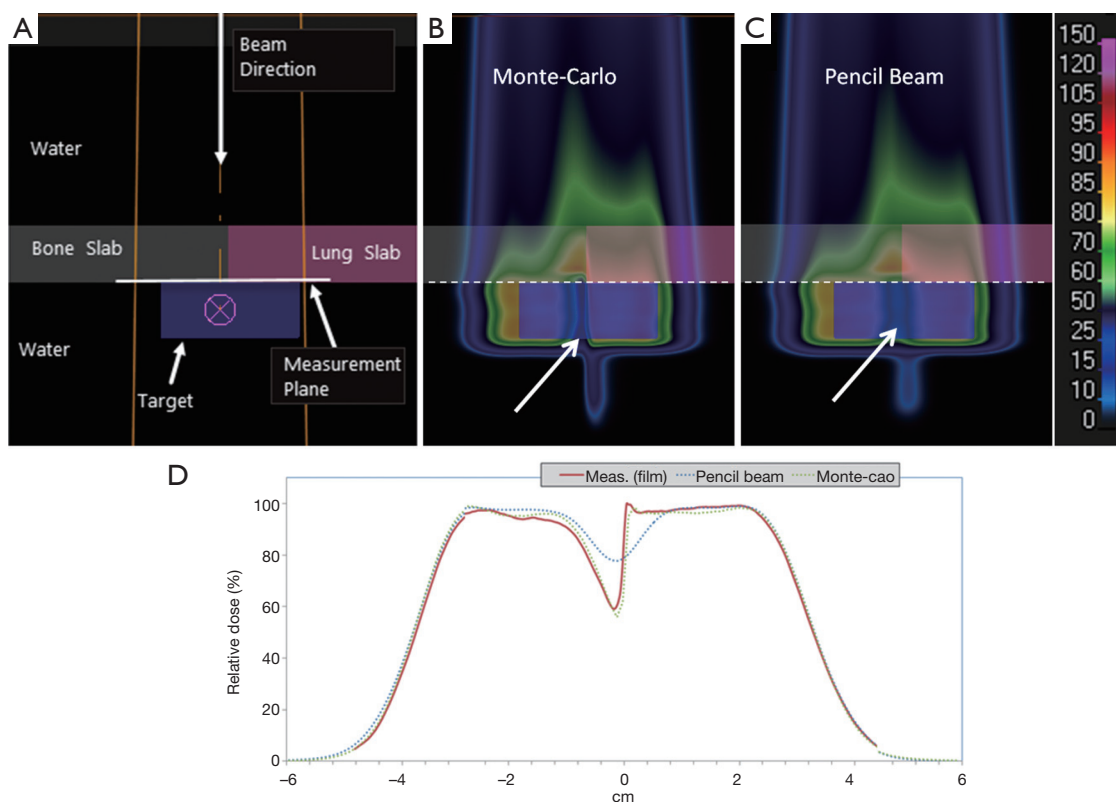 A
Beam
Direction
Water
Bone Slab
Lung Slab
Water
Measurement
Plane
Target
B
Monte-Carlo
C
Pencil Beam
150
120
105
95
90
85
80
70
60
50
25
15
10
0
D
Meas. (film)
Pencil beam
Monte-cao
Relative dose (%)
100
80
60
40
20
0
–6
–4
–2
0
2
4
6
cm